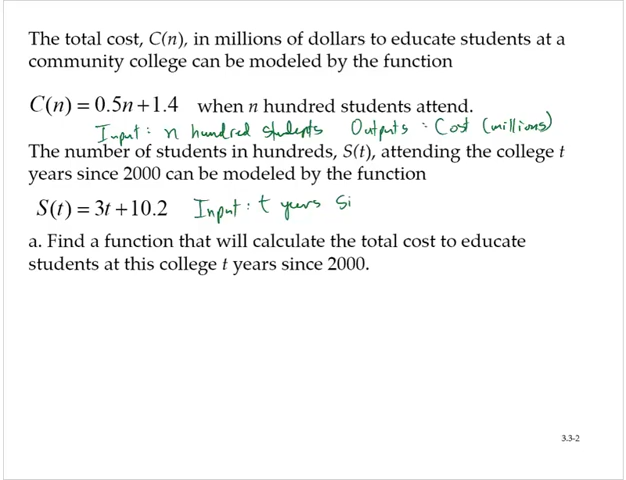 The total cost, C(n), in millions of dollars to educate students at a
community college can be modeled by the function
C(n) = 0.5n + 1.4 when n hundred students attend.
Input: n hundred students Outputs: Cost (millions)
The number of students in hundreds, S(t), attending the college t
years since 2000 can be modeled by the function
S(t) = 3t + 10.2 Input: t years Si
a. Find a function that will calculate the total cost to educate
students at this college t years since 2000.
3.3-2